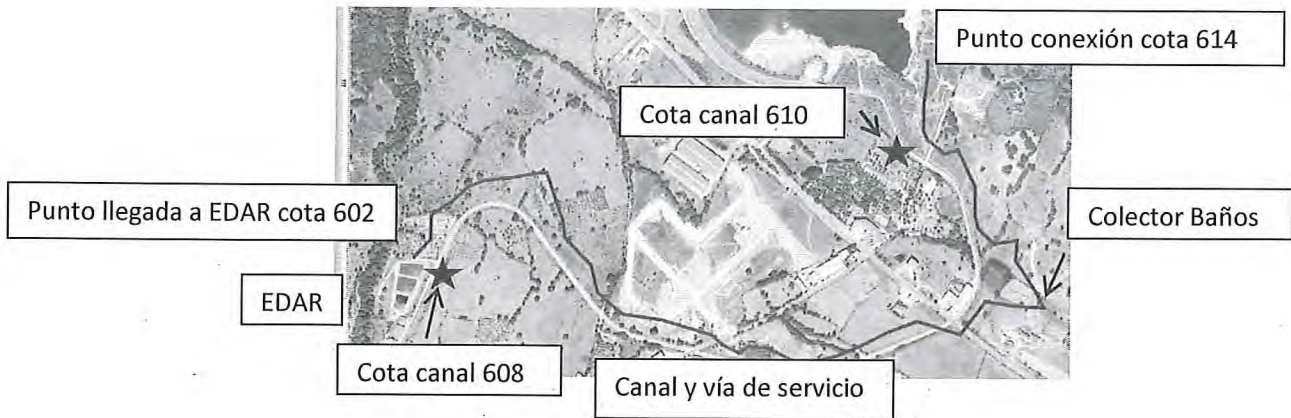 Punto conexión cota 614
Cota canal 610
Punto llegada a EDAR cota 602
Colector Baños
EDAR
Cota canal 608
Canal y vía de servicio